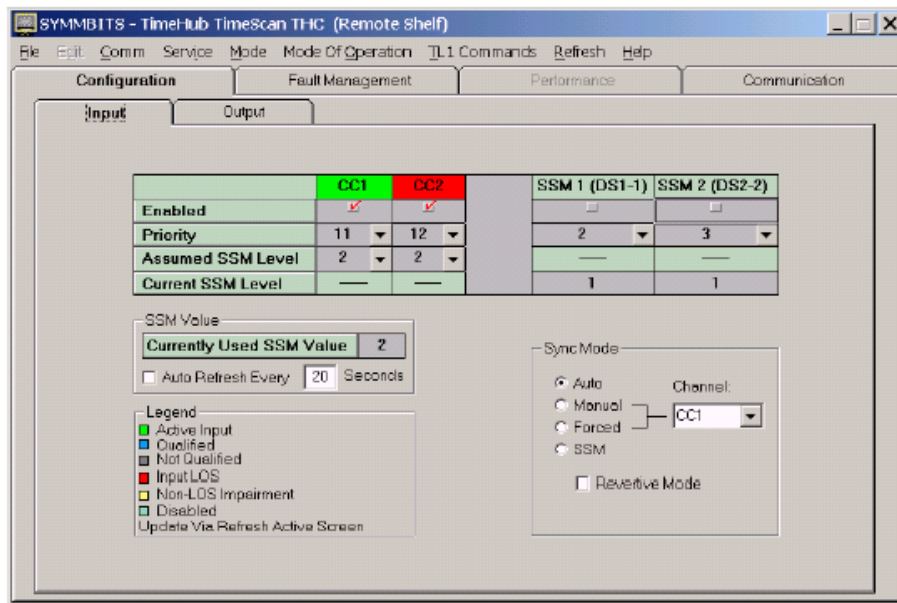 SYMMBITS - TimeHub TimeScan THC (Remote Shelf)
File Edit Comm Service Mode Mode Of Operation TL1 Commands Refresh Help
Configuration Fault Management Performance Communication
Input Output
CC1 CC2 SSM 1 (DS1-1) SSM 2 (DS2-2)
Enabled
Priority 11 12 2 3
Assumed SSM Level 2 2 — —
Current SSM Level — — 1 1
SSM Value
Currently Used SSM Value 2
Auto Refresh Every 20 Seconds
Legend
Active Input
Qualified
Not Qualified
Input LOS
Non-LOS Impairment
Disabled
Update Via Refresh Active Screen
Sync Mode
Auto Channel:
Manual CC1
Forced
SSM
Revertive Mode